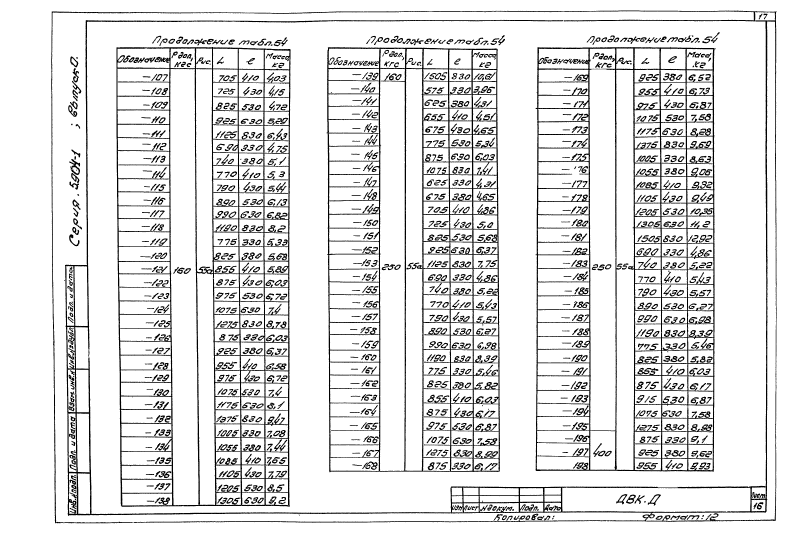 17
Продолжение табл.54
Обозначение Рдоп, кгс Рис. L ℓ Масса, кг
-107 705 410 4,03
-108 725 430 4,15
-109 825 530 4,72
-110 925 630 5,29
-111 1125 830 6,43
-112 690 330 4,75
-113 740 380 5,1
-114 770 410 5,3
-115 790 430 5,44
-116 890 530 6,13
-117 990 630 6,82
-118 1190 830 8,2
-119 775 330 5,33
-120 825 380 5,68
-121 160 55а 855 410 5,89
-122 875 430 6,03
-123 975 530 6,72
-124 1075 630 7,4
-125 1275 830 8,78
-126 875 330 6,03
-127 925 380 6,37
-128 955 410 6,58
-129 975 430 6,72
-130 1075 530 7,4
-131 1175 630 8,1
-132 1375 830 9,47
-133 1005 330 7,08
-134 1055 380 7,44
-135 1085 410 7,65
-136 1105 430 7,79
-137 1205 530 8,5
-138 1305 630 9,2
Продолжение табл.54
Обозначение Рдоп, кгс Рис. L ℓ Масса, кг
-139 160 1505 830 10,61
-140 575 330 3,96
-141 625 380 4,31
-142 655 410 4,51
-143 675 430 4,65
-144 775 530 5,34
-145 875 630 6,03
-146 1075 830 7,41
-147 625 330 4,31
-148 675 380 4,65
-149 705 410 4,86
-150 725 430 5,0
-151 825 530 5,68
-152 925 630 6,37
-153 250 55а 1125 830 7,75
-154 690 330 4,86
-155 740 380 5,22
-156 770 410 5,43
-157 790 430 5,57
-158 890 530 6,27
-159 990 630 6,98
-160 1190 830 8,39
-161 775 330 5,46
-162 825 380 5,82
-163 855 410 6,03
-164 875 430 6,17
-165 975 530 6,87
-166 1075 630 7,58
-167 1275 830 8,99
-168 875 330 6,17
Продолжение табл.54
Обозначение Рдоп, кгс Рис. L ℓ Масса, кг
-169 925 380 6,52
-170 955 410 6,73
-171 975 430 6,87
-172 1075 530 7,58
-173 1175 630 8,28
-174 1375 830 9,69
-175 1005 330 8,63
-176 1055 380 9,06
-177 1085 410 9,32
-178 1105 430 9,49
-179 1205 530 10,35
-180 1305 630 11,2
-181 1505 830 12,92
-182 690 330 4,86
-183 250 55а 740 380 5,22
-184 770 410 5,43
-185 790 430 5,57
-186 890 530 6,27
-187 990 630 6,98
-188 1190 830 8,39
-189 775 330 5,46
-190 825 380 5,82
-191 855 410 6,03
-192 875 430 6,17
-193 915 530 6,87
-194 1075 630 7,58
-195 1275 830 8,98
-196 875 330 9,1
-197 400 925 380 9,62
198 955 410 9,93
Серия. 5.904-1 ; выпуск 0.
Инв.№подл. Подп. и дата Взам. инв.№ Инв.№дубл. Подп. и дата
Изм Лист №докум. Подп. Дата
ДВК.Д
Лист
16
Копировал: Формат: 12